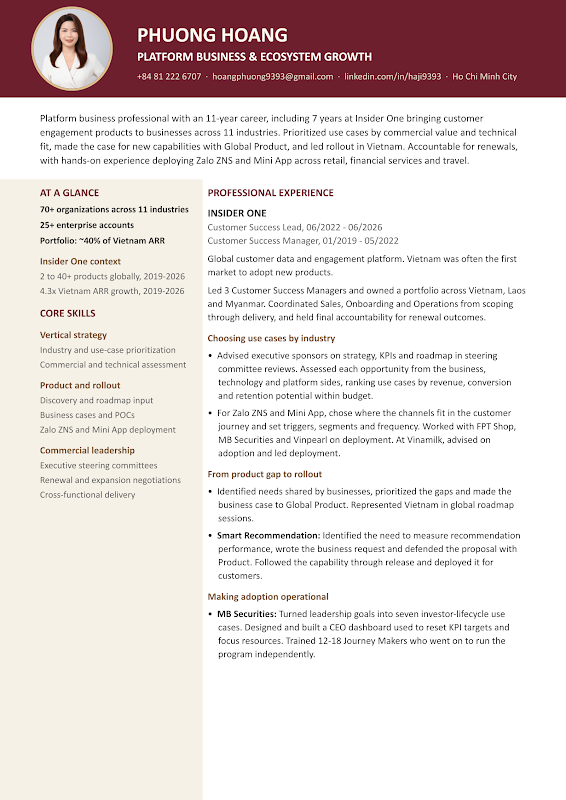 PHUONG HOANG
PLATFORM BUSINESS & ECOSYSTEM GROWTH
+84 81 222 6707 · hoangphuong9393@gmail.com · linkedin.com/in/haji9393 · Ho Chi Minh City
Platform business professional with an 11-year career, including 7 years at Insider One bringing customer
engagement products to businesses across 11 industries. Prioritized use cases by commercial value and technical
fit, made the case for new capabilities with Global Product, and led rollout in Vietnam. Accountable for renewals,
with hands-on experience deploying Zalo ZNS and Mini App across retail, financial services and travel.
AT A GLANCE
70+ organizations across 11 industries
25+ enterprise accounts
Portfolio: ~40% of Vietnam ARR
Insider One context
2 to 40+ products globally, 2019-2026
4.3x Vietnam ARR growth, 2019-2026
CORE SKILLS
Vertical strategy
Industry and use-case prioritization
Commercial and technical assessment
Product and rollout
Discovery and roadmap input
Business cases and POCs
Zalo ZNS and Mini App deployment
Commercial leadership
Executive steering committees
Renewal and expansion negotiations
Cross-functional delivery
PROFESSIONAL EXPERIENCE
INSIDER ONE
Customer Success Lead, 06/2022 - 06/2026
Customer Success Manager, 01/2019 - 05/2022
Global customer data and engagement platform. Vietnam was often the first
market to adopt new products.
Led 3 Customer Success Managers and owned a portfolio across Vietnam, Laos
and Myanmar. Coordinated Sales, Onboarding and Operations from scoping
through delivery, and held final accountability for renewal outcomes.
Choosing use cases by industry
• Advised executive sponsors on strategy, KPIs and roadmap in steering
committee reviews. Assessed each opportunity from the business,
technology and platform sides, ranking use cases by revenue, conversion
and retention potential within budget.
• For Zalo ZNS and Mini App, chose where the channels fit in the customer
journey and set triggers, segments and frequency. Worked with FPT Shop,
MB Securities and Vinpearl on deployment. At Vinamilk, advised on
adoption and led deployment.
From product gap to rollout
• Identified needs shared by businesses, prioritized the gaps and made the
business case to Global Product. Represented Vietnam in global roadmap
sessions.
• Smart Recommendation: Identified the need to measure recommendation
performance, wrote the business request and defended the proposal with
Product. Followed the capability through release and deployed it for
customers.
Making adoption operational
• MB Securities: Turned leadership goals into seven investor-lifecycle use
cases. Designed and built a CEO dashboard used to reset KPI targets and
focus resources. Trained 12-18 Journey Makers who went on to run the
program independently.